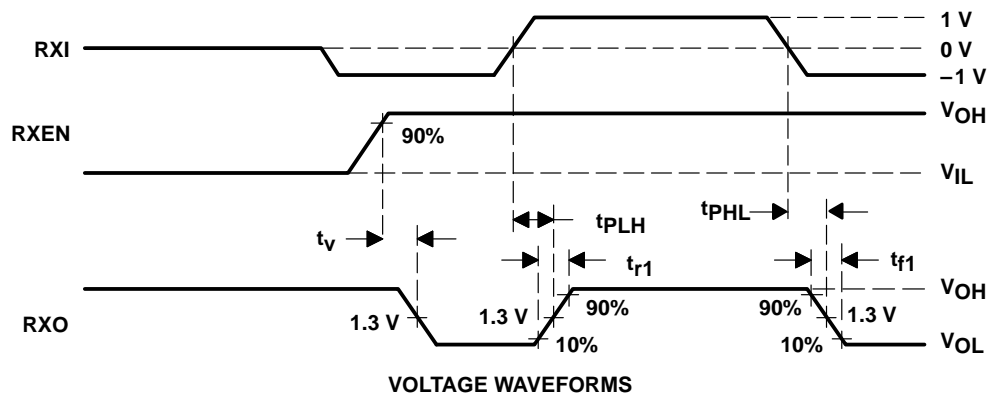 RXI
1 V
0 V
–1 V
RXEN
90%
VOH
VIL
tv
tPLH
tPHL
tr1
tf1
RXO
1.3 V
1.3 V
90%
10%
90%
1.3 V
10%
VOH
VOL
VOLTAGE WAVEFORMS